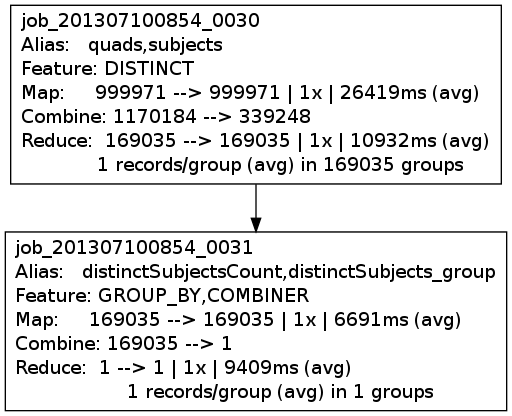 job_201307100854_0030
Alias: quads,subjects
Feature: DISTINCT
Map: 999971 --> 999971 | 1x | 26419ms (avg)
Combine: 1170184 --> 339248
Reduce: 169035 --> 169035 | 1x | 10932ms (avg)
1 records/group (avg) in 169035 groups
job_201307100854_0031
Alias: distinctSubjectsCount,distinctSubjects_group
Feature: GROUP_BY,COMBINER
Map: 169035 --> 169035 | 1x | 6691ms (avg)
Combine: 169035 --> 1
Reduce: 1 --> 1 | 1x | 9409ms (avg)
1 records/group (avg) in 1 groups